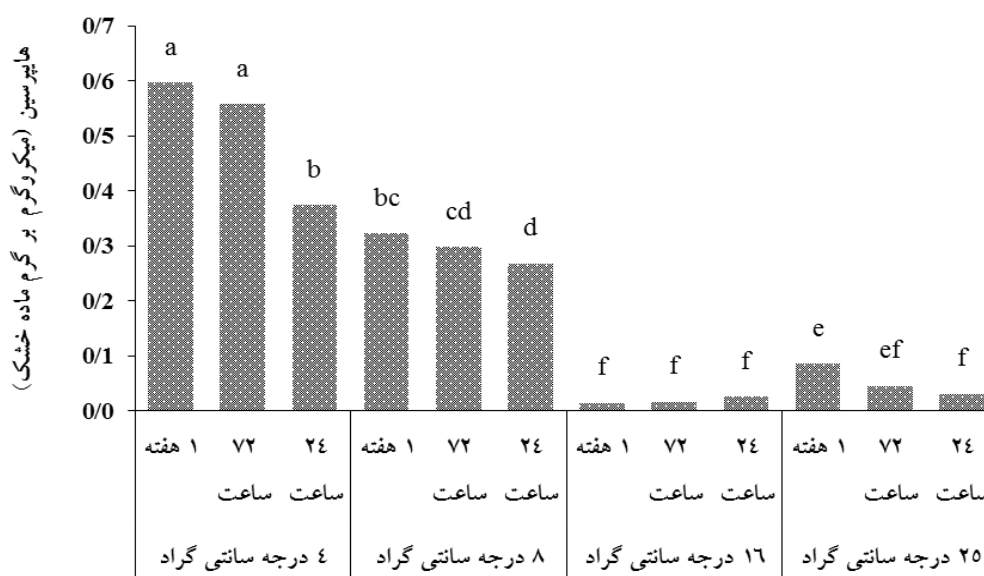 هایپرسین (میکروگرم بر گرم ماده خشک)
0/7
0/6
0/5
0/4
0/3
0/2
0/1
0/0
a a b bc cd d f f f e ef f
۱ هفته ۷۲ ۲٤ ۱ هفته ۷۲ ۲٤ ۱ هفته ۷۲ ۲٤ ۱ هفته ۷۲ ۲٤
ساعت ساعت ساعت ساعت ساعت ساعت ساعت ساعت
٤ درجه سانتی گراد ۸ درجه سانتی گراد ۱٦ درجه سانتی گراد ۲٥ درجه سانتی گراد